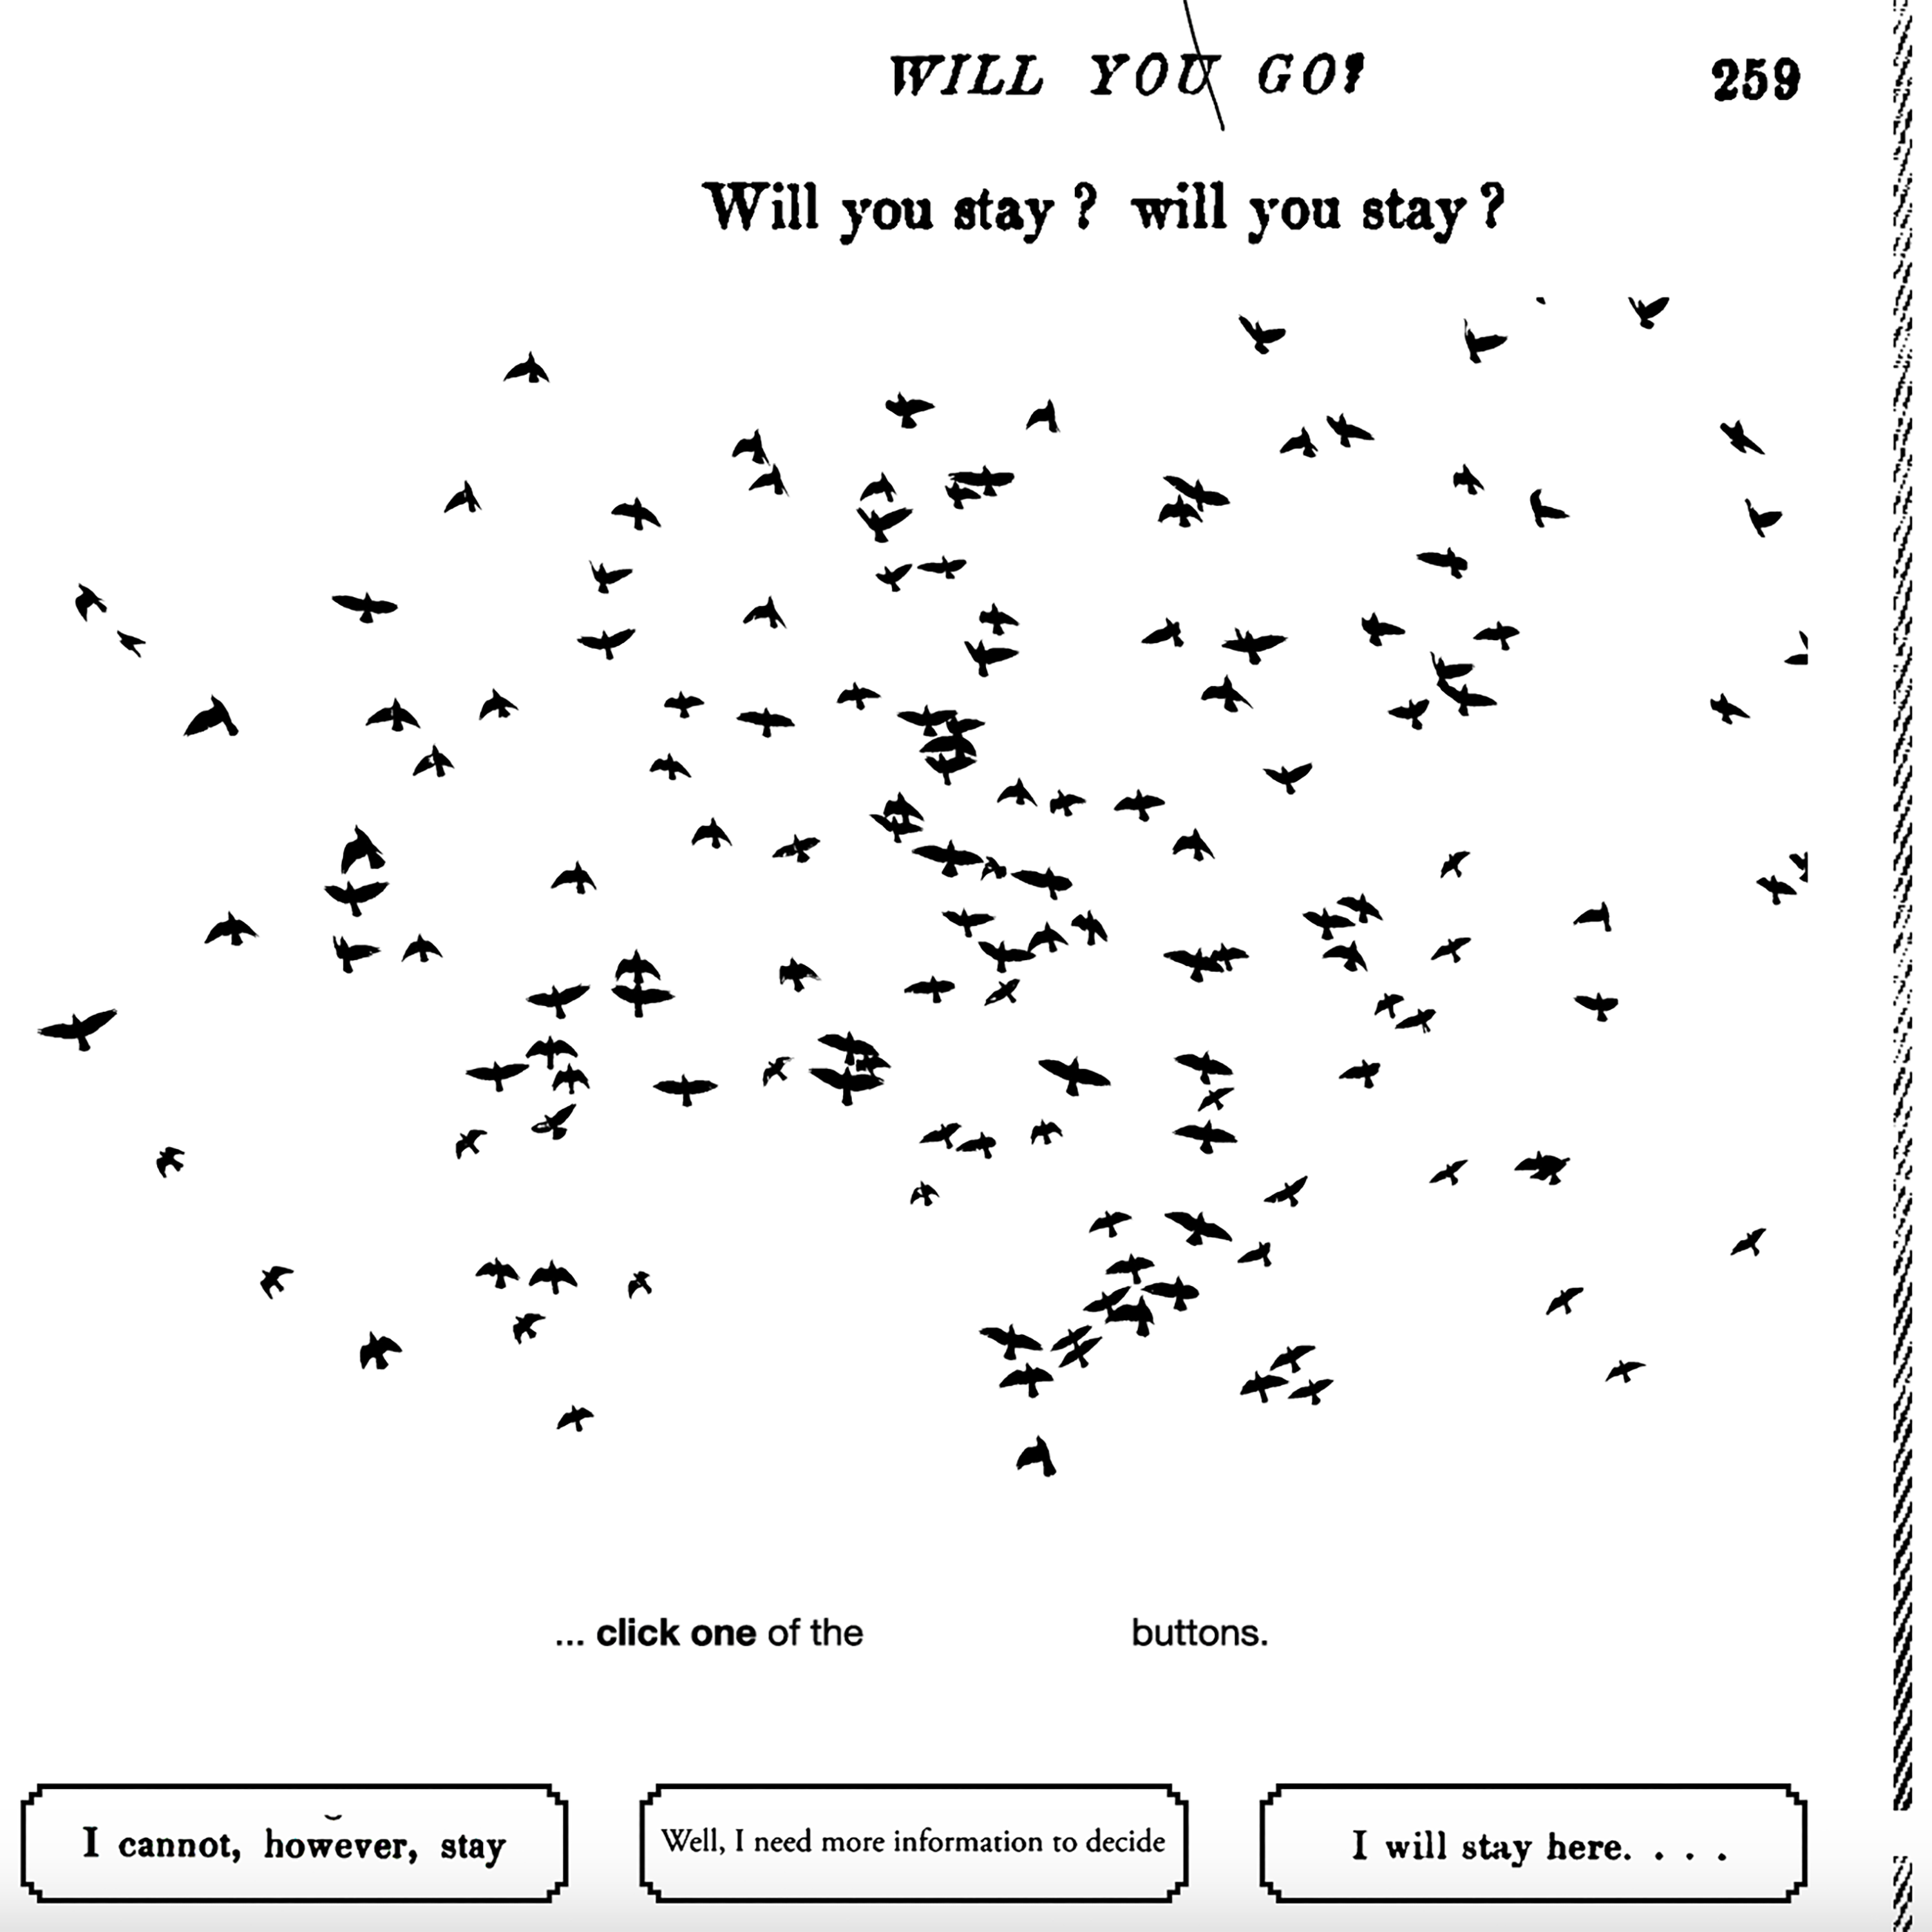 WILL YOU GO? 259
Will you stay? will you stay?
... click one of the buttons.
I cannot, however, stay
Well, I need more information to decide
I will stay here. . . .